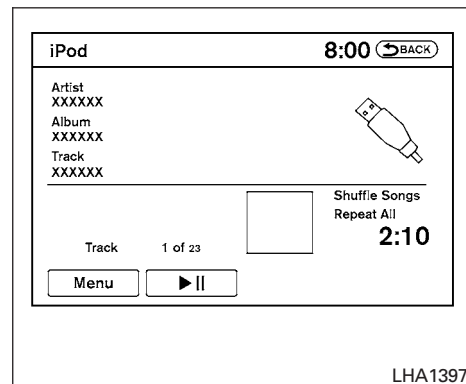 iPod 8:00 BACK
Artist
XXXXXX
Album
XXXXXX
Track
XXXXXX
Shuffle Songs
Repeat All
2:10
Track 1 of 23
Menu
LHA1397